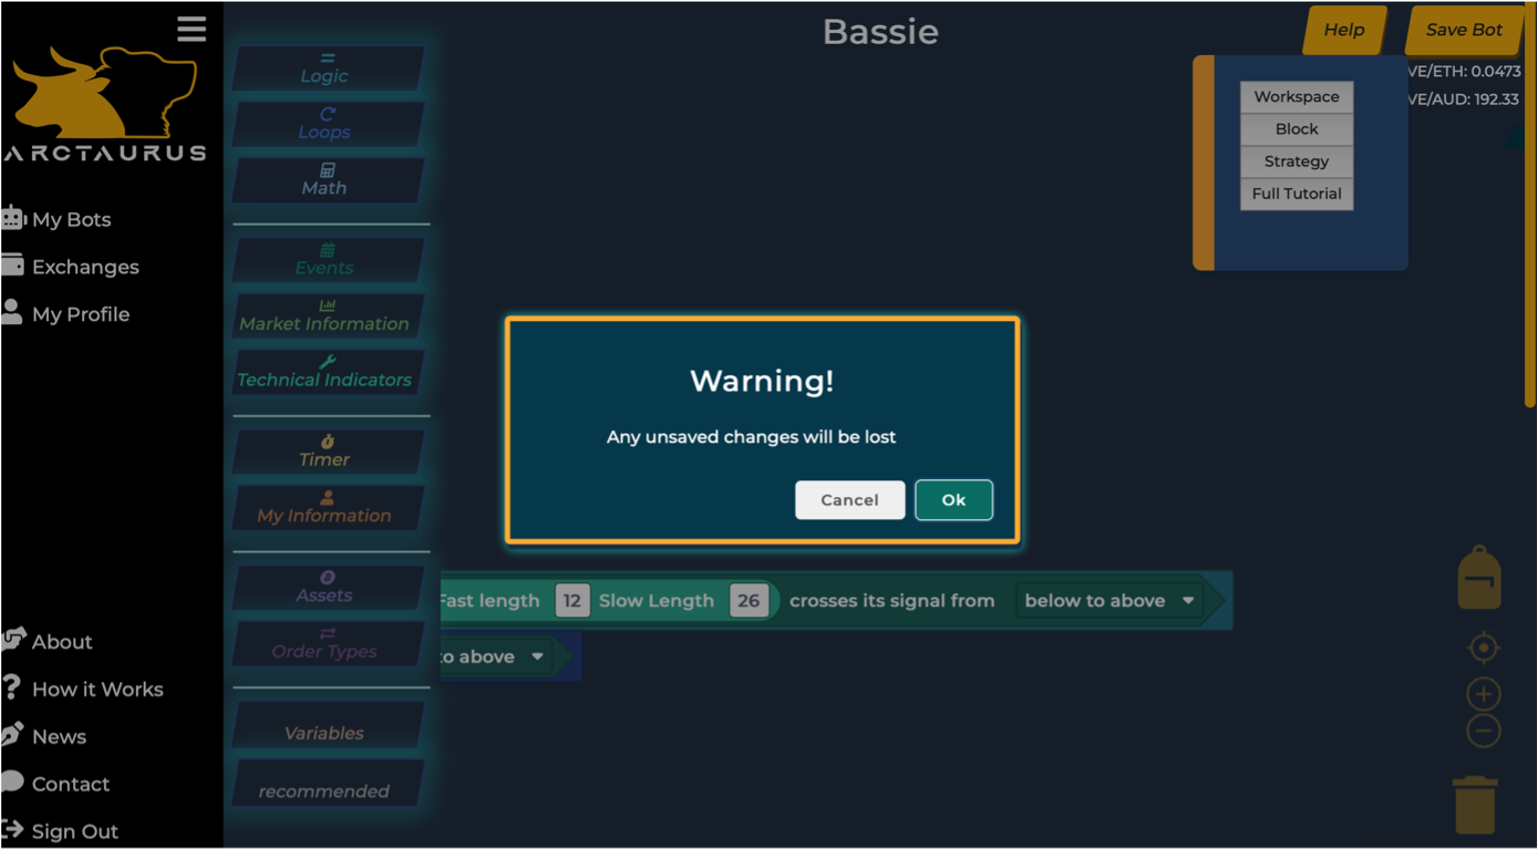 Bassie
Help
Save Bot
VE/ETH: 0.0473
VE/AUD: 192.33
Workspace
Block
Strategy
Full Tutorial
ARCTAURUS
My Bots
Exchanges
My Profile
About
How it Works
News
Contact
Sign Out
Logic
Loops
Math
Events
Market Information
Technical Indicators
Timer
My Information
Assets
Order Types
Variables
recommended
Warning!
Any unsaved changes will be lost
Cancel
Ok
Fast length 12 Slow Length 26 crosses its signal from below to above
to above